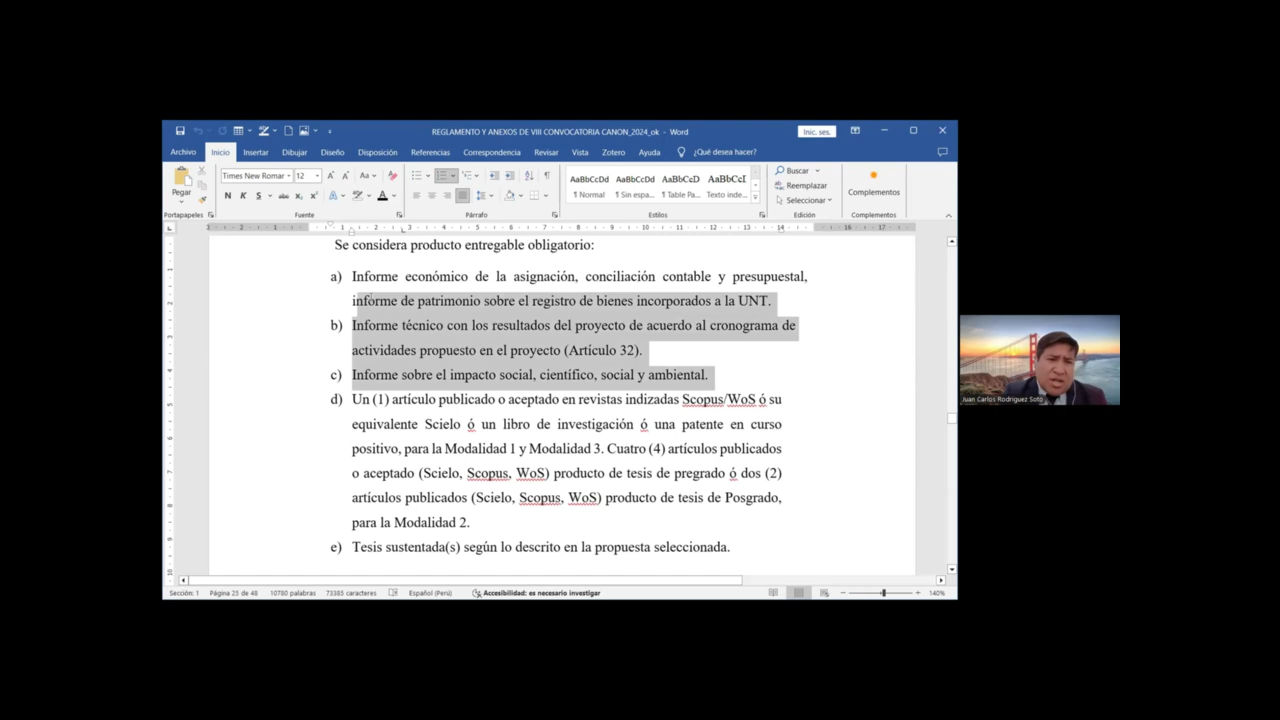 REGLAMENTO Y ANEXOS DE VIII CONVOCATORIA CANON_2024_ok - Word
Inic. ses.
Archivo Inicio Insertar Dibujar Diseño Disposición Referencias Correspondencia Revisar Vista Zotero Ayuda ¿Qué desea hacer?
Pegar
Times New Romar 12
Aa
N K S abc x₂ x²
AaBbCcDd AaBbCcDd AaBbCcD AaBbCcI
¶ Normal ¶ Sin espa... ¶ Table Pa... Texto inde...
Buscar
Reemplazar
Seleccionar
Complementos
Portapapeles Fuente Párrafo Estilos Edición Complementos
Se considera producto entregable obligatorio:
a) Informe económico de la asignación, conciliación contable y presupuestal,
informe de patrimonio sobre el registro de bienes incorporados a la UNT.
b) Informe técnico con los resultados del proyecto de acuerdo al cronograma de
actividades propuesto en el proyecto (Artículo 32).
c) Informe sobre el impacto social, científico, social y ambiental.
d) Un (1) artículo publicado o aceptado en revistas indizadas Scopus/WoS ó su
equivalente Scielo ó un libro de investigación ó una patente en curso
positivo, para la Modalidad 1 y Modalidad 3. Cuatro (4) artículos publicados
o aceptado (Scielo, Scopus, WoS) producto de tesis de pregrado ó dos (2)
artículos publicados (Scielo, Scopus, WoS) producto de tesis de Posgrado,
para la Modalidad 2.
e) Tesis sustentada(s) según lo descrito en la propuesta seleccionada.
Sección: 1 Página 25 de 48 10780 palabras 73385 caracteres Español (Perú) Accesibilidad: es necesario investigar 140%
Juan Carlos Rodriguez Soto